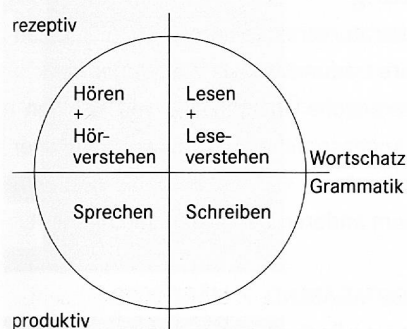 rezeptiv
Hören
+
Hör-
verstehen
Lesen
+
Lese-
verstehen
Wortschatz
Grammatik
Sprechen
Schreiben
produktiv